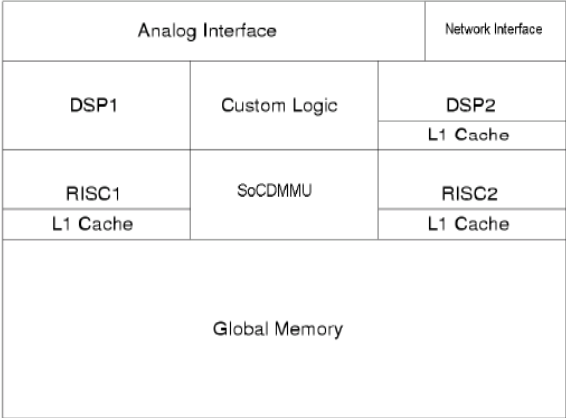 Analog Interface
Network Interface
DSP1
Custom Logic
DSP2
L1 Cache
RISC1
SoCDMMU
RISC2
L1 Cache
L1 Cache
Global Memory